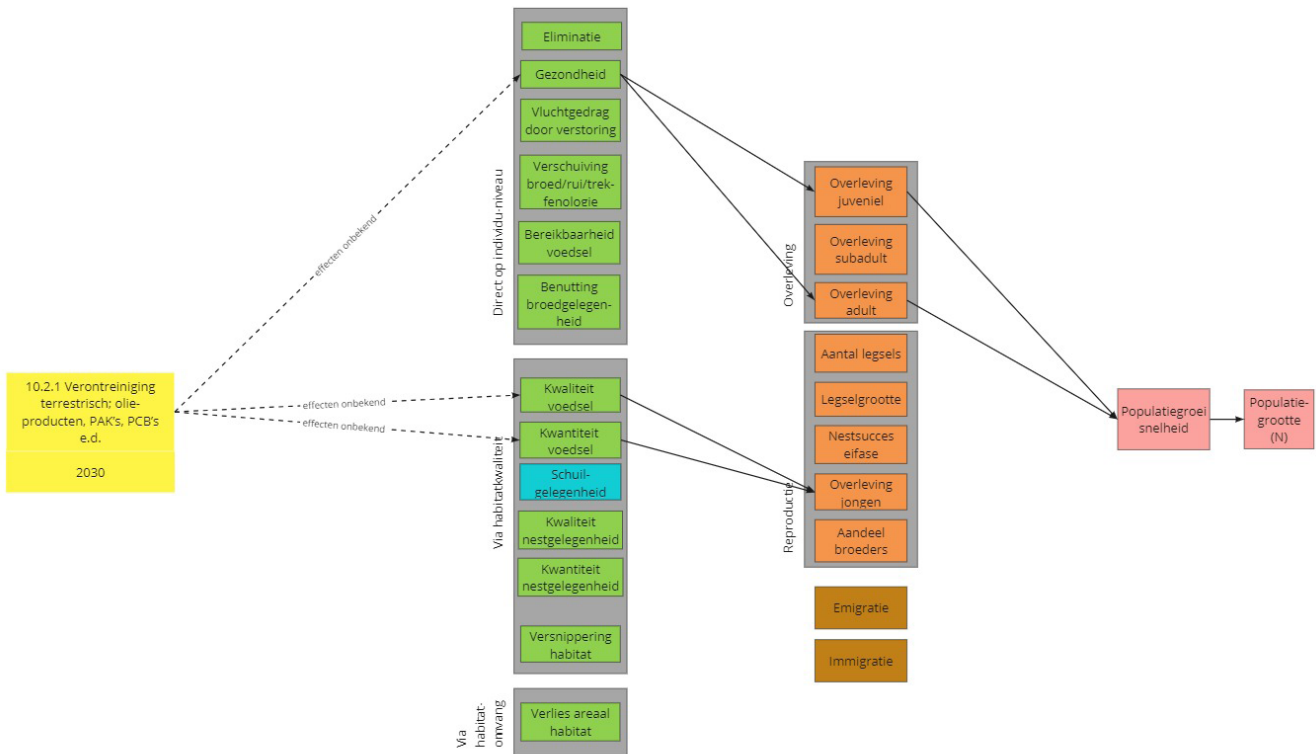 10.2.1 Verontreiniging
terrestrisch; olie-
producten, PAK's, PCB's
e.d.
2030
effecten onbekend
effecten onbekend
effecten onbekend
Direct op individu-niveau
Eliminatie
Gezondheid
Vluchtgedrag
door verstoring
Verschuiving
broed/rui/trek-
fenologie
Bereikbaarheid
voedsel
Benutting
broedgelegen-
heid
Via habitatkwaliteit
Kwaliteit
voedsel
Kwantiteit
voedsel
Schuil-
gelegenheid
Kwaliteit
nestgelegenheid
Kwantiteit
nestgelegenheid
Versnippering
habitat
Via
habitat-
omvang
Verlies areaal
habitat
Overleving
Overleving
juveniel
Overleving
subadult
Overleving
adult
Reproductie
Aantal legsels
Legselgrootte
Nestsucces
eifase
Overleving
jongen
Aandeel
broeders
Emigratie
Immigratie
Populatiegroei
snelheid
Populatie-
grootte
(N)